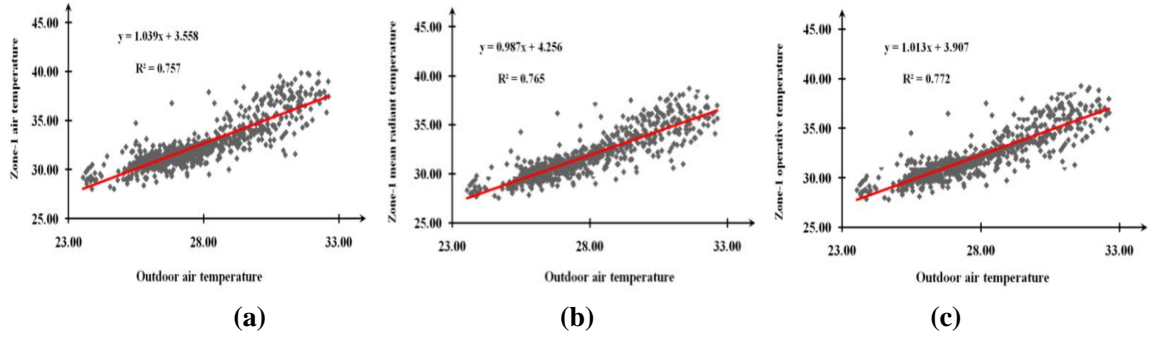 45.00
y = 1.039x + 3.558
40.00
R² = 0.757
35.00
30.00
25.00
23.00 28.00 33.00
Zone-1 air temperature
Outdoor air temperature
(a)
45.00
y = 0.987x + 4.256
40.00
R² = 0.765
35.00
30.00
25.00
23.00 28.00 33.00
Zone-1 mean radiant temperature
Outdoor air temperature
(b)
45.00
y = 1.013x + 3.907
40.00
R² = 0.772
35.00
30.00
25.00
23.00 28.00 33.00
Zone-1 operative temperature
Outdoor air temperature
(c)